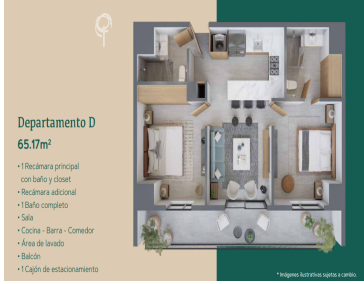 Departamento D
65.17m²
• 1 Recámara principal
con baño y closet
• Recámara adicional
• 1 Baño completo
• Sala
• Cocina - Barra - Comedor
• Área de lavado
• Balcón
• 1 Cajón de estacionamiento
* Imágenes ilustrativas sujetas a cambio.